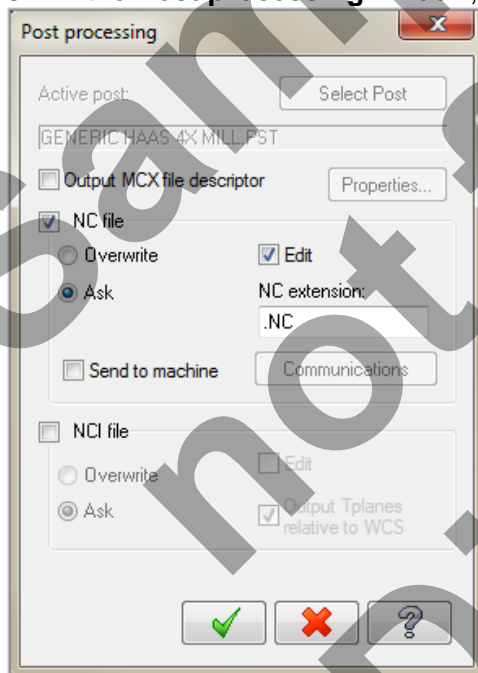 Post processing
Active post:
Select Post
GENERIC HAAS 4X MILL.PST
Output MCX file descriptor
Properties...
NC file
Overwrite
Edit
Ask
NC extension:
.NC
Send to machine
Communications
NCI file
Overwrite
Edit
Ask
Output Tplanes
relative to WCS